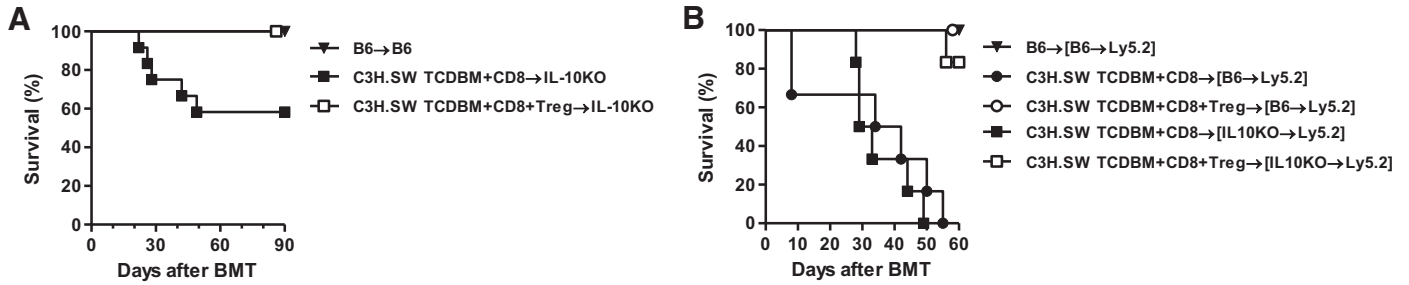 A
Survival (%)
100
80
60
40
20
0
0 30 60 90
Days after BMT
B6→B6
C3H.SW TCDBM+CD8→IL-10KO
C3H.SW TCDBM+CD8+Treg→IL-10KO
B
Survival (%)
100
80
60
40
20
0
0 10 20 30 40 50 60
Days after BMT
B6→[B6→Ly5.2]
C3H.SW TCDBM+CD8→[B6→Ly5.2]
C3H.SW TCDBM+CD8+Treg→[B6→Ly5.2]
C3H.SW TCDBM+CD8→[IL10KO→Ly5.2]
C3H.SW TCDBM+CD8+Treg→[IL10KO→Ly5.2]